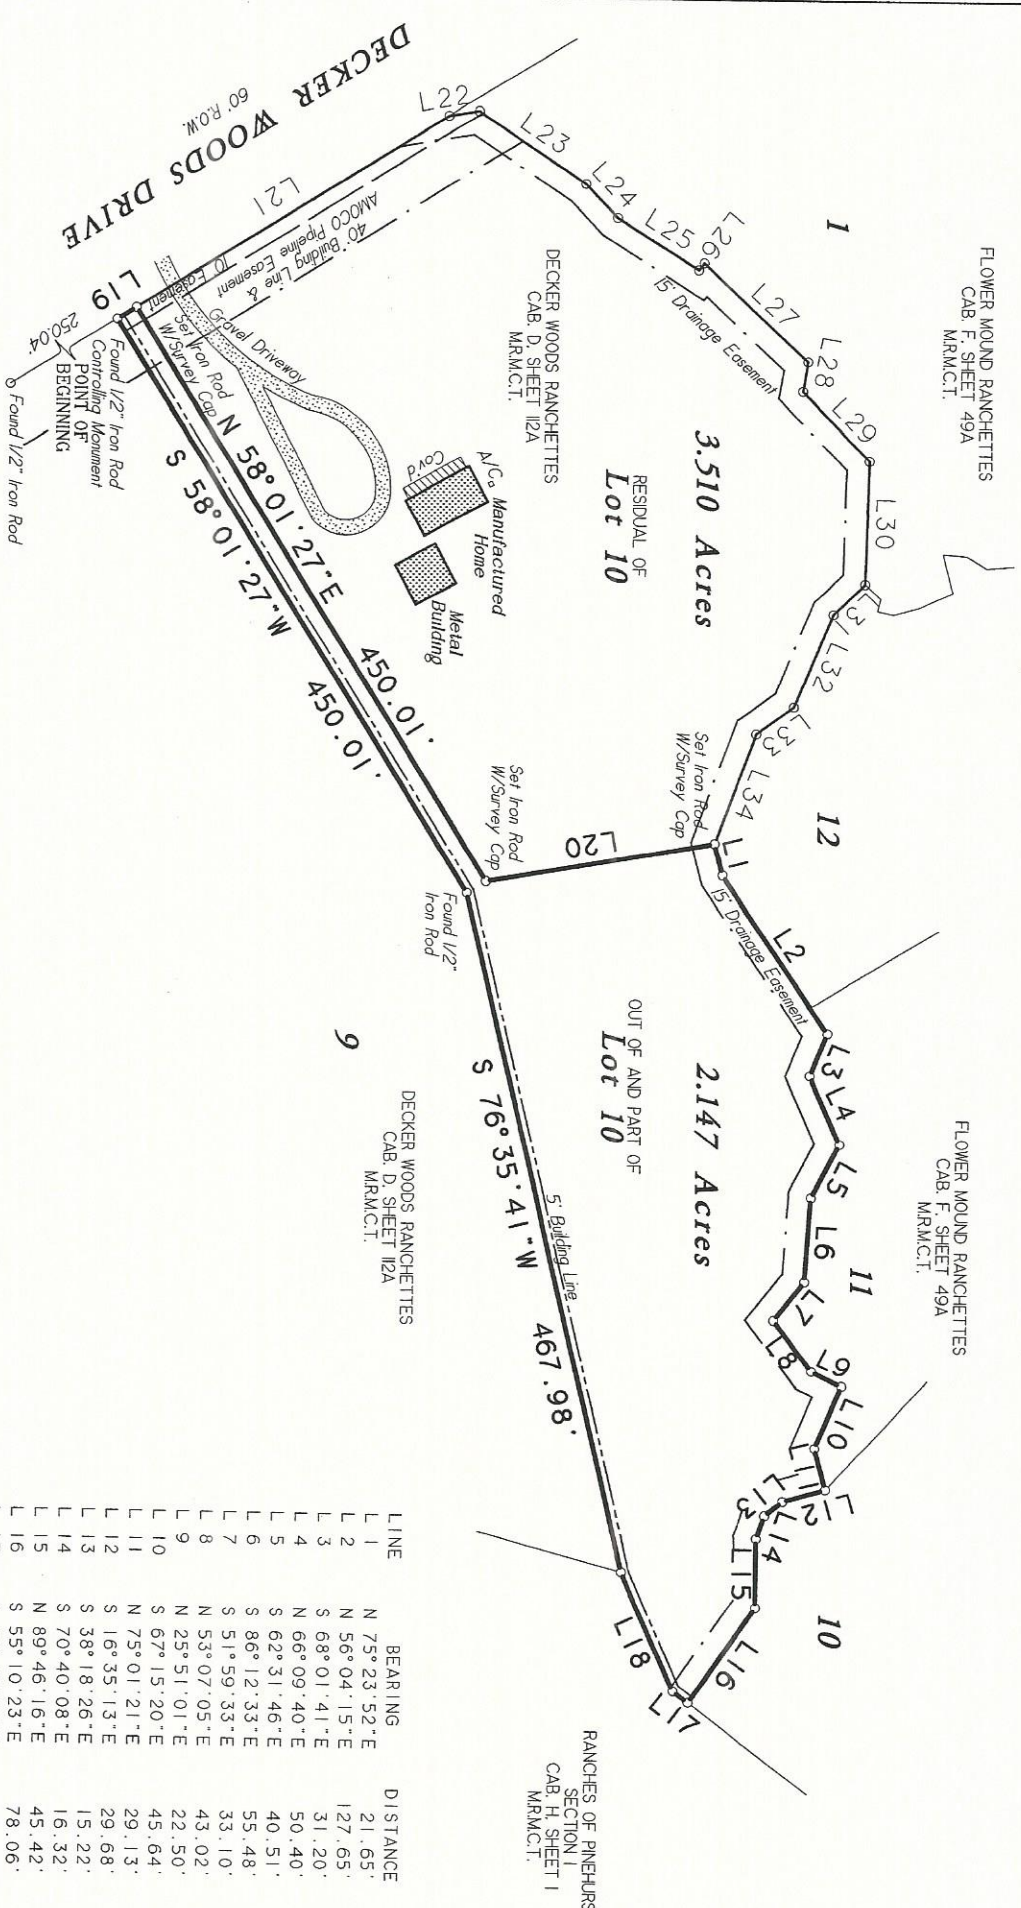 FLOWER MOUND RANCHETTES
CAB. F, SHEET 49A
M.R.M.C.T.
FLOWER MOUND RANCHETTES
CAB. F, SHEET 49A
M.R.M.C.T.
1
12
11
10
L22
L23
L24
L25
L26
L27
L28
L29
L30
L31
L32
L33
L34
L1
L2
L3
L4
L5
L6
L7
L8
L9
L10
L11
L12
L13
L14
L15
L16
L17
L18
15' Drainage Easement
15' Drainage Easement
3.510 Acres
RESIDUAL OF
Lot 10
2.147 Acres
OUT OF AND PART OF
Lot 10
DECKER WOODS RANCHETTES
CAB. D, SHEET 112A
M.R.M.C.T.
Set Iron Rod
W/Survey Cap
L20
Set Iron Rod
W/Survey Cap
Found 1/2"
Iron Rod
A/C
Cov'd
Manufactured
Home
Metal
Building
DECKER WOODS DRIVE
60' R.O.W.
L21
AMOCO Pipeline Easement
40' Building Line &
10' Easement
Gravel Driveway
Set Iron Rod
W/Survey Cap
L19
250.04'
Found 1/2" Iron Rod
Controlling Monument
POINT OF
BEGINNING
Found 1/2" Iron Rod
N 58°01'27"E 450.01'
S 58°01'27"W 450.01'
S 76°35'41"W 467.98'
5' Building Line
9
DECKER WOODS RANCHETTES
CAB. D, SHEET 112A
M.R.M.C.T.
RANCHES OF PINEHURS
SECTION 1
CAB. H, SHEET 1
M.R.M.C.T.
LINE BEARING DISTANCE
L 1 N 75°23'52"E 21.65'
L 2 N 56°04'15"E 127.65'
L 3 S 68°01'41"E 31.20'
L 4 N 66°09'40"E 50.40'
L 5 S 62°31'46"E 40.51'
L 6 S 86°12'33"E 55.48'
L 7 S 51°59'33"E 33.10'
L 8 N 53°07'05"E 43.02'
L 9 N 25°51'01"E 22.50'
L 10 S 67°15'20"E 45.64'
L 11 N 75°01'21"E 29.13'
L 12 S 16°35'13"E 29.68'
L 13 S 38°18'26"E 15.22'
L 14 S 70°40'08"E 16.32'
L 15 N 89°46'16"E 45.42'
L 16 S 55°10'23"E 78.06'